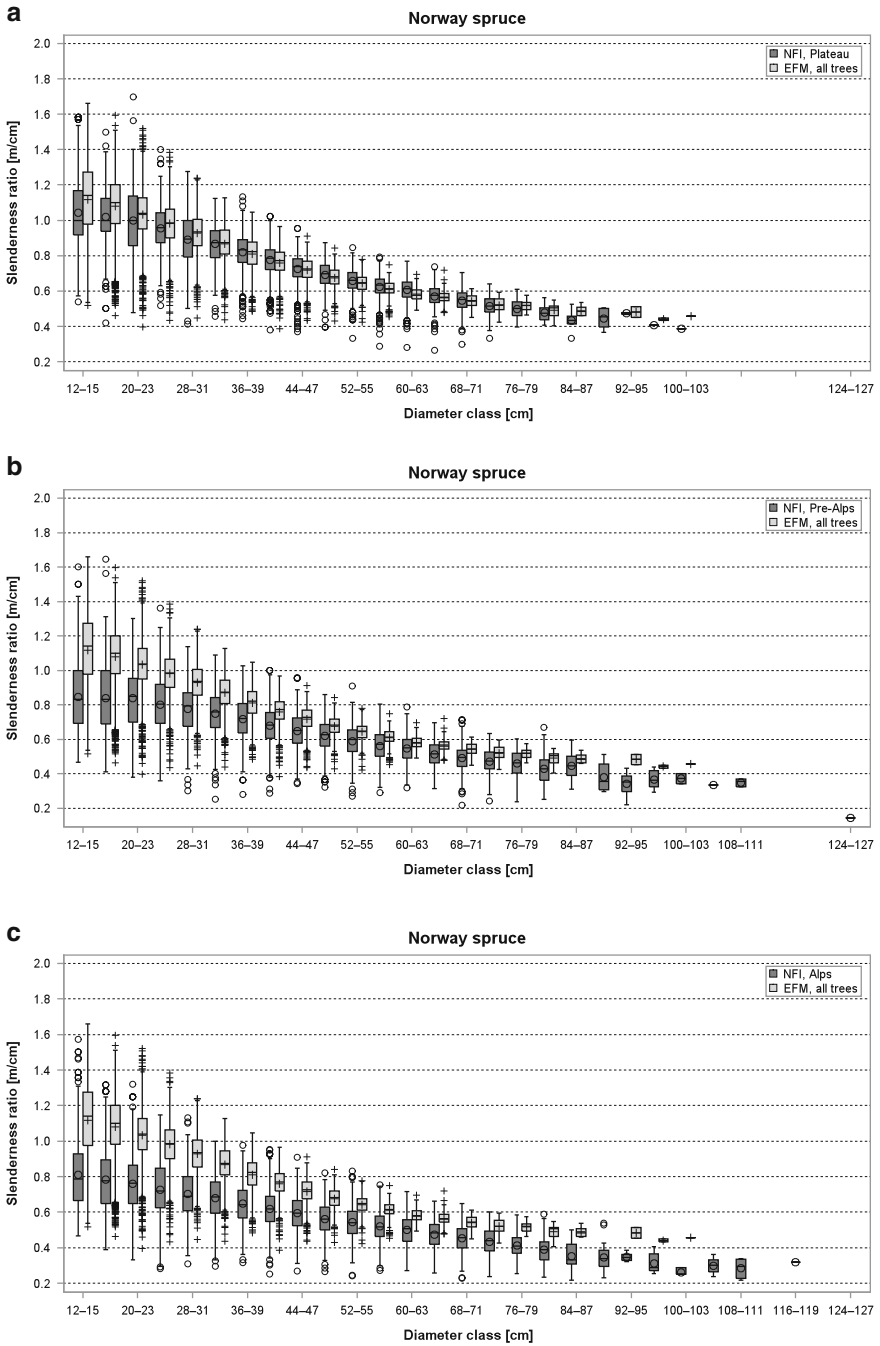 a
Norway spruce
NFI, Plateau
EFM, all trees
Slenderness ratio [m/cm]
2.0
1.8
1.6
1.4
1.2
1.0
0.8
0.6
0.4
0.2
12–15 20–23 28–31 36–39 44–47 52–55 60–63 68–71 76–79 84–87 92–95 100–103 124–127
Diameter class [cm]
b
Norway spruce
NFI, Pre-Alps
EFM, all trees
Slenderness ratio [m/cm]
2.0
1.8
1.6
1.4
1.2
1.0
0.8
0.6
0.4
0.2
12–15 20–23 28–31 36–39 44–47 52–55 60–63 68–71 76–79 84–87 92–95 100–103 108–111 124–127
Diameter class [cm]
c
Norway spruce
NFI, Alps
EFM, all trees
Slenderness ratio [m/cm]
2.0
1.8
1.6
1.4
1.2
1.0
0.8
0.6
0.4
0.2
12–15 20–23 28–31 36–39 44–47 52–55 60–63 68–71 76–79 84–87 92–95 100–103 108–111 116–119 124–127
Diameter class [cm]